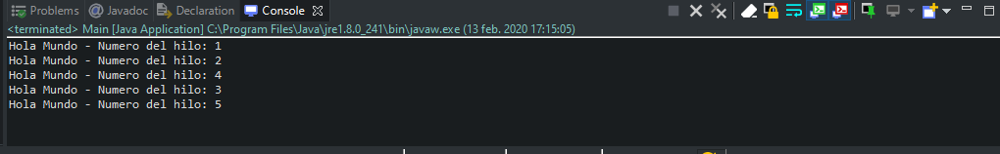 Problems @ Javadoc Declaration Console
<terminated> Main [Java Application] C:\Program Files\Java\jre1.8.0_241\bin\javaw.exe (13 feb. 2020 17:15:05)
Hola Mundo - Numero del hilo: 1
Hola Mundo - Numero del hilo: 2
Hola Mundo - Numero del hilo: 4
Hola Mundo - Numero del hilo: 3
Hola Mundo - Numero del hilo: 5